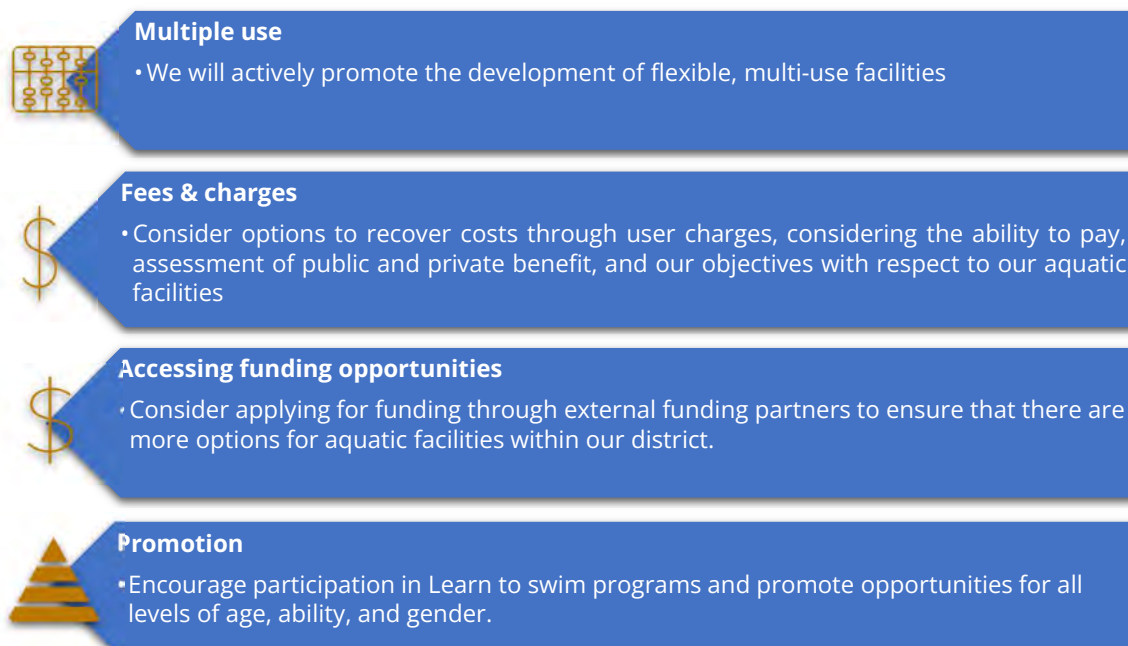 Multiple use
•We will actively promote the development of flexible, multi-use facilities
Fees & charges
•Consider options to recover costs through user charges, considering the ability to pay,
assessment of public and private benefit, and our objectives with respect to our aquatic
facilities
Accessing funding opportunities
•Consider applying for funding through external funding partners to ensure that there are
more options for aquatic facilities within our district.
Promotion
•Encourage participation in Learn to swim programs and promote opportunities for all
levels of age, ability, and gender.